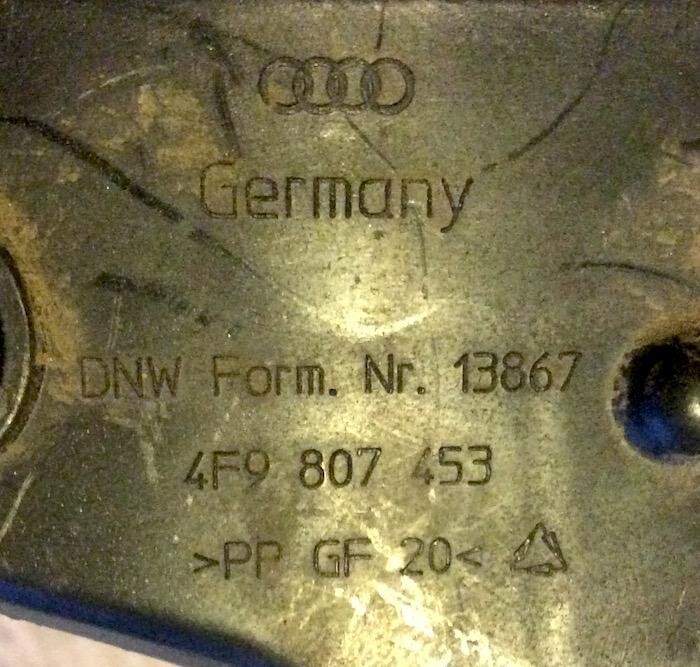 Germany
DNW Form. Nr. 13867
4F9 807 453
>PP GF 20<